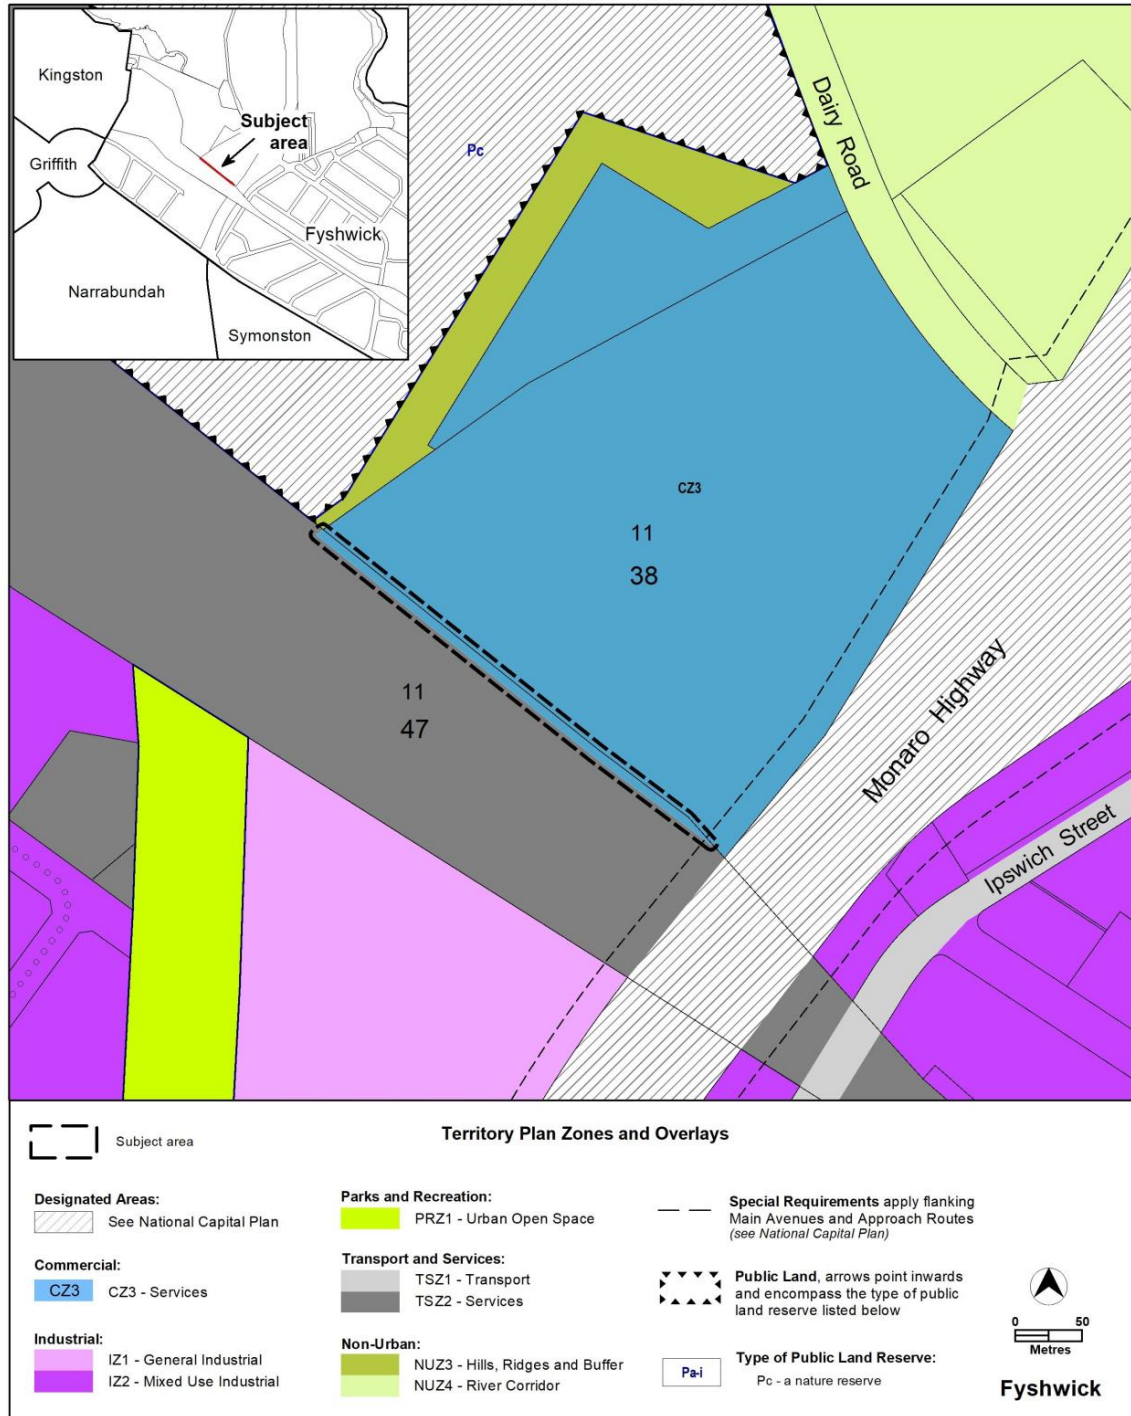 Kingston
Griffith
Narrabundah
Symonston
Fyshwick
Subject
area
Pc
Dairy Road
CZ3
11
38
11
47
Monaro Highway
Ipswich Street
Subject area
Territory Plan Zones and Overlays
Designated Areas:
See National Capital Plan
Commercial:
CZ3
CZ3 - Services
Industrial:
IZ1 - General Industrial
IZ2 - Mixed Use Industrial
Parks and Recreation:
PRZ1 - Urban Open Space
Transport and Services:
TSZ1 - Transport
TSZ2 - Services
Non-Urban:
NUZ3 - Hills, Ridges and Buffer
NUZ4 - River Corridor
Special Requirements apply flanking
Main Avenues and Approach Routes
(see National Capital Plan)
Public Land, arrows point inwards
and encompass the type of public
land reserve listed below
Pa-i
Type of Public Land Reserve:
Pc - a nature reserve
0 50
Metres
Fyshwick